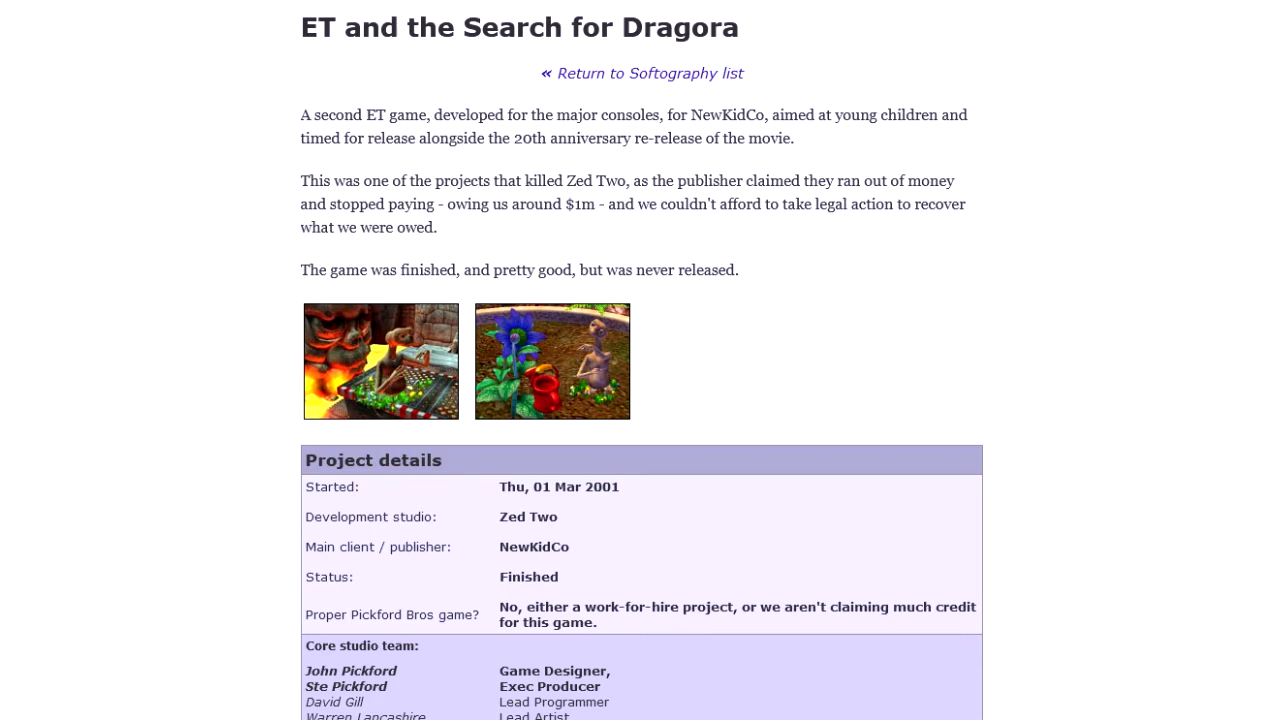 ET and the Search for Dragora
« Return to Softography list
A second ET game, developed for the major consoles, for NewKidCo, aimed at young children and
timed for release alongside the 20th anniversary re-release of the movie.
This was one of the projects that killed Zed Two, as the publisher claimed they ran out of money
and stopped paying - owing us around $1m - and we couldn't afford to take legal action to recover
what we were owed.
The game was finished, and pretty good, but was never released.
Project details
Started: Thu, 01 Mar 2001
Development studio: Zed Two
Main client / publisher: NewKidCo
Status: Finished
Proper Pickford Bros game? No, either a work-for-hire project, or we aren't claiming much credit
for this game.
Core studio team:
John Pickford Game Designer,
Ste Pickford Exec Producer
David Gill Lead Programmer
Warren Lancashire Lead Artist